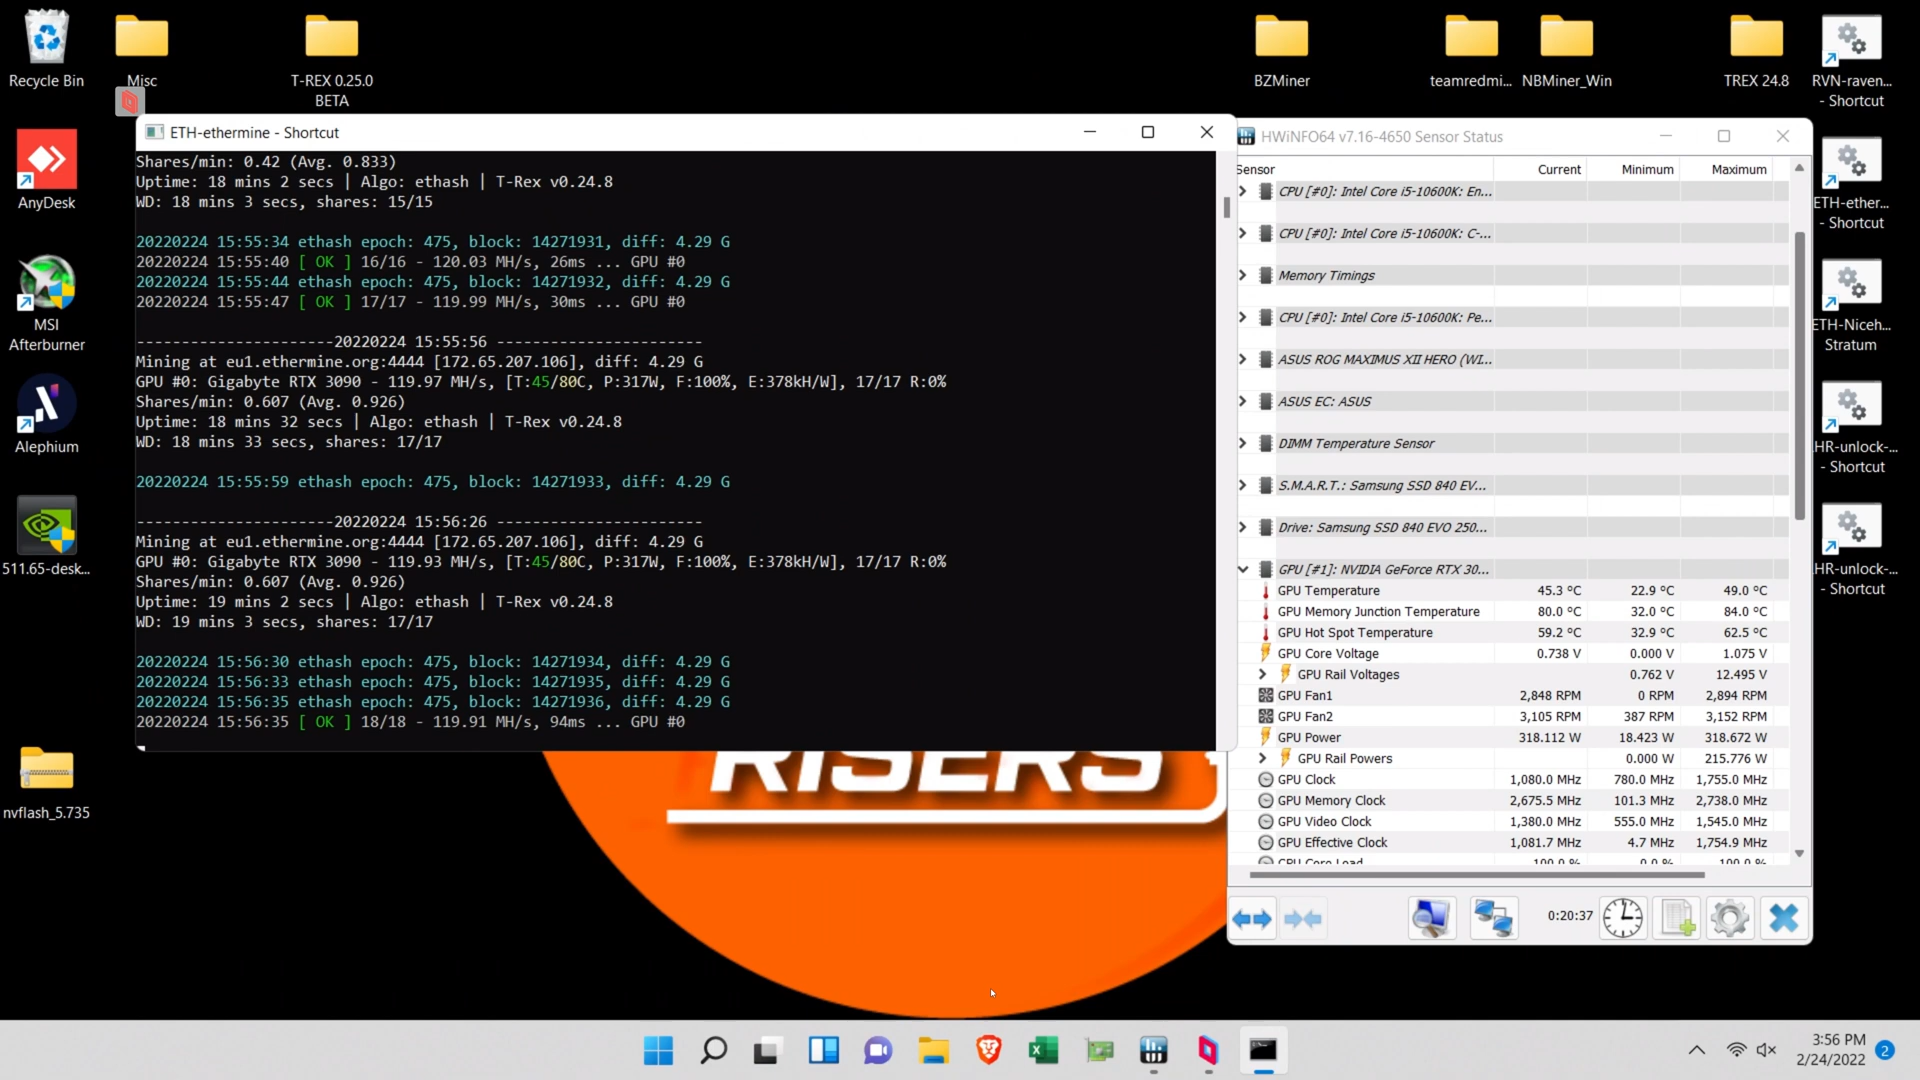 Recycle Bin
Misc
T-REX 0.25.0
BETA
BZMiner
teamredmi...
NBMiner_Win
TREX 24.8
RVN-raven...
- Shortcut
AnyDesk
MSI
Afterburner
Alephium
511.65-desk...
nvflash_5.735
ETH-ethermine - Shortcut
Shares/min: 0.42 (Avg. 0.833)
Uptime: 18 mins 2 secs | Algo: ethash | T-Rex v0.24.8
WD: 18 mins 3 secs, shares: 15/15
20220224 15:55:34 ethash epoch: 475, block: 14271931, diff: 4.29 G
20220224 15:55:40 [ OK ] 16/16 - 120.03 MH/s, 26ms ... GPU #0
20220224 15:55:44 ethash epoch: 475, block: 14271932, diff: 4.29 G
20220224 15:55:47 [ OK ] 17/17 - 119.99 MH/s, 30ms ... GPU #0
----------------------20220224 15:55:56 -----------------------
Mining at eu1.ethermine.org:4444 [172.65.207.106], diff: 4.29 G
GPU #0: Gigabyte RTX 3090 - 119.97 MH/s, [T:45/80C, P:317W, F:100%, E:378kH/W], 17/17 R:0%
Shares/min: 0.607 (Avg. 0.926)
Uptime: 18 mins 32 secs | Algo: ethash | T-Rex v0.24.8
WD: 18 mins 33 secs, shares: 17/17
20220224 15:55:59 ethash epoch: 475, block: 14271933, diff: 4.29 G
----------------------20220224 15:56:26 -----------------------
Mining at eu1.ethermine.org:4444 [172.65.207.106], diff: 4.29 G
GPU #0: Gigabyte RTX 3090 - 119.93 MH/s, [T:45/80C, P:317W, F:100%, E:378kH/W], 17/17 R:0%
Shares/min: 0.607 (Avg. 0.926)
Uptime: 19 mins 2 secs | Algo: ethash | T-Rex v0.24.8
WD: 19 mins 3 secs, shares: 17/17
20220224 15:56:30 ethash epoch: 475, block: 14271934, diff: 4.29 G
20220224 15:56:33 ethash epoch: 475, block: 14271935, diff: 4.29 G
20220224 15:56:35 ethash epoch: 475, block: 14271936, diff: 4.29 G
20220224 15:56:35 [ OK ] 18/18 - 119.91 MH/s, 94ms ... GPU #0
RISERS
HWiNFO64 v7.16-4650 Sensor Status
Sensor Current Minimum Maximum
CPU [#0]: Intel Core i5-10600K: En...
CPU [#0]: Intel Core i5-10600K: C-...
Memory Timings
CPU [#0]: Intel Core i5-10600K: Pe...
ASUS ROG MAXIMUS XII HERO (WI...
ASUS EC: ASUS
DIMM Temperature Sensor
S.M.A.R.T.: Samsung SSD 840 EV...
Drive: Samsung SSD 840 EVO 250...
GPU [#1]: NVIDIA GeForce RTX 30...
GPU Temperature 45.3 °C 22.9 °C 49.0 °C
GPU Memory Junction Temperature 80.0 °C 32.0 °C 84.0 °C
GPU Hot Spot Temperature 59.2 °C 32.9 °C 62.5 °C
GPU Core Voltage 0.738 V 0.000 V 1.075 V
GPU Rail Voltages 0.762 V 12.495 V
GPU Fan1 2,848 RPM 0 RPM 2,894 RPM
GPU Fan2 3,105 RPM 387 RPM 3,152 RPM
GPU Power 318.112 W 18.423 W 318.672 W
GPU Rail Powers 0.000 W 215.776 W
GPU Clock 1,080.0 MHz 780.0 MHz 1,755.0 MHz
GPU Memory Clock 2,675.5 MHz 101.3 MHz 2,738.0 MHz
GPU Video Clock 1,380.0 MHz 555.0 MHz 1,545.0 MHz
GPU Effective Clock 1,081.7 MHz 4.7 MHz 1,754.9 MHz
GPU Core Load 100.0 % 0.0 % 100.0 %
0:20:37
ETH-ether...
- Shortcut
ETH-Niceh...
Stratum
HR-unlock-...
- Shortcut
HR-unlock-...
- Shortcut
3:56 PM
2/24/2022
2